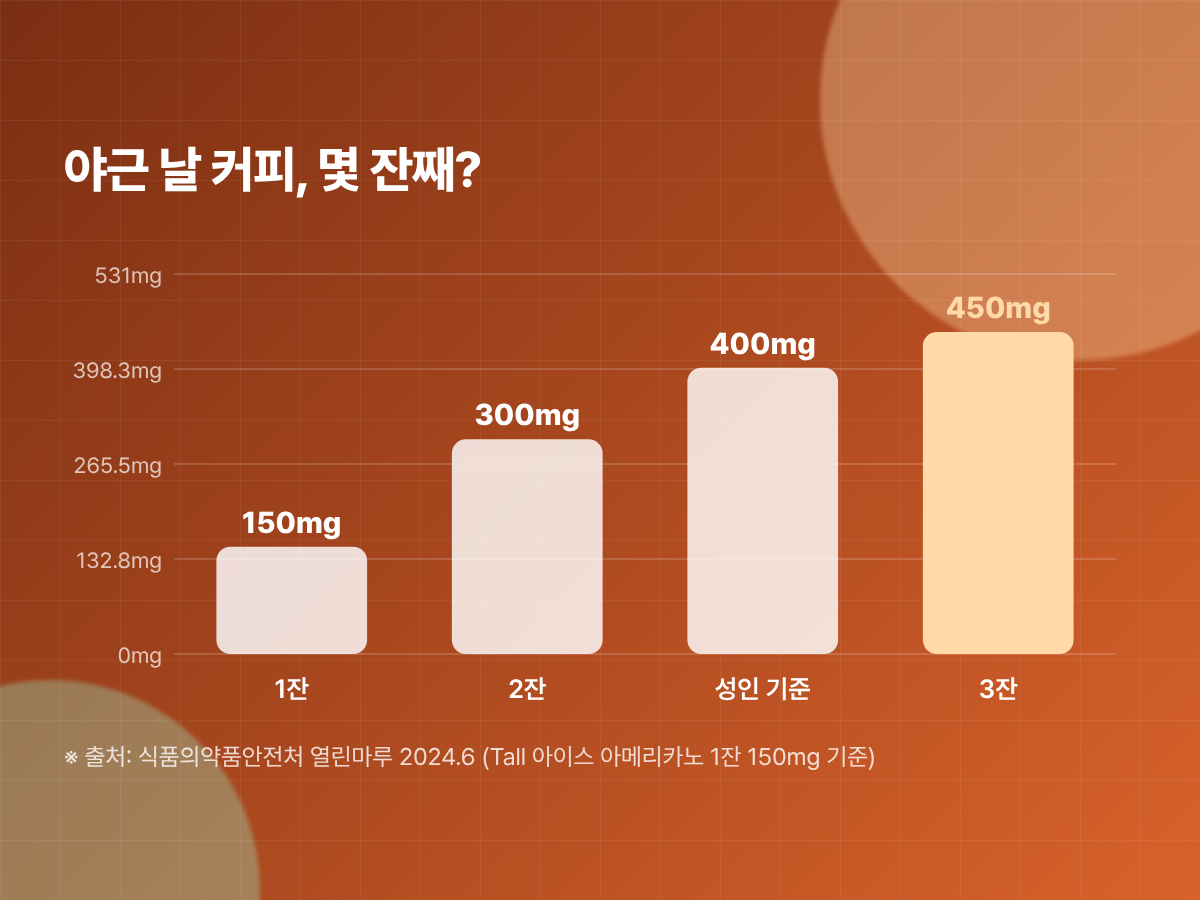 야근 날 커피, 몇 잔째?
531mg
398.3mg
265.5mg
132.8mg
0mg
150mg
300mg
400mg
450mg
1잔
2잔
성인 기준
3잔
※ 출처: 식품의약품안전처 열린마루 2024.6 (Tall 아이스 아메리카노 1잔 150mg 기준)